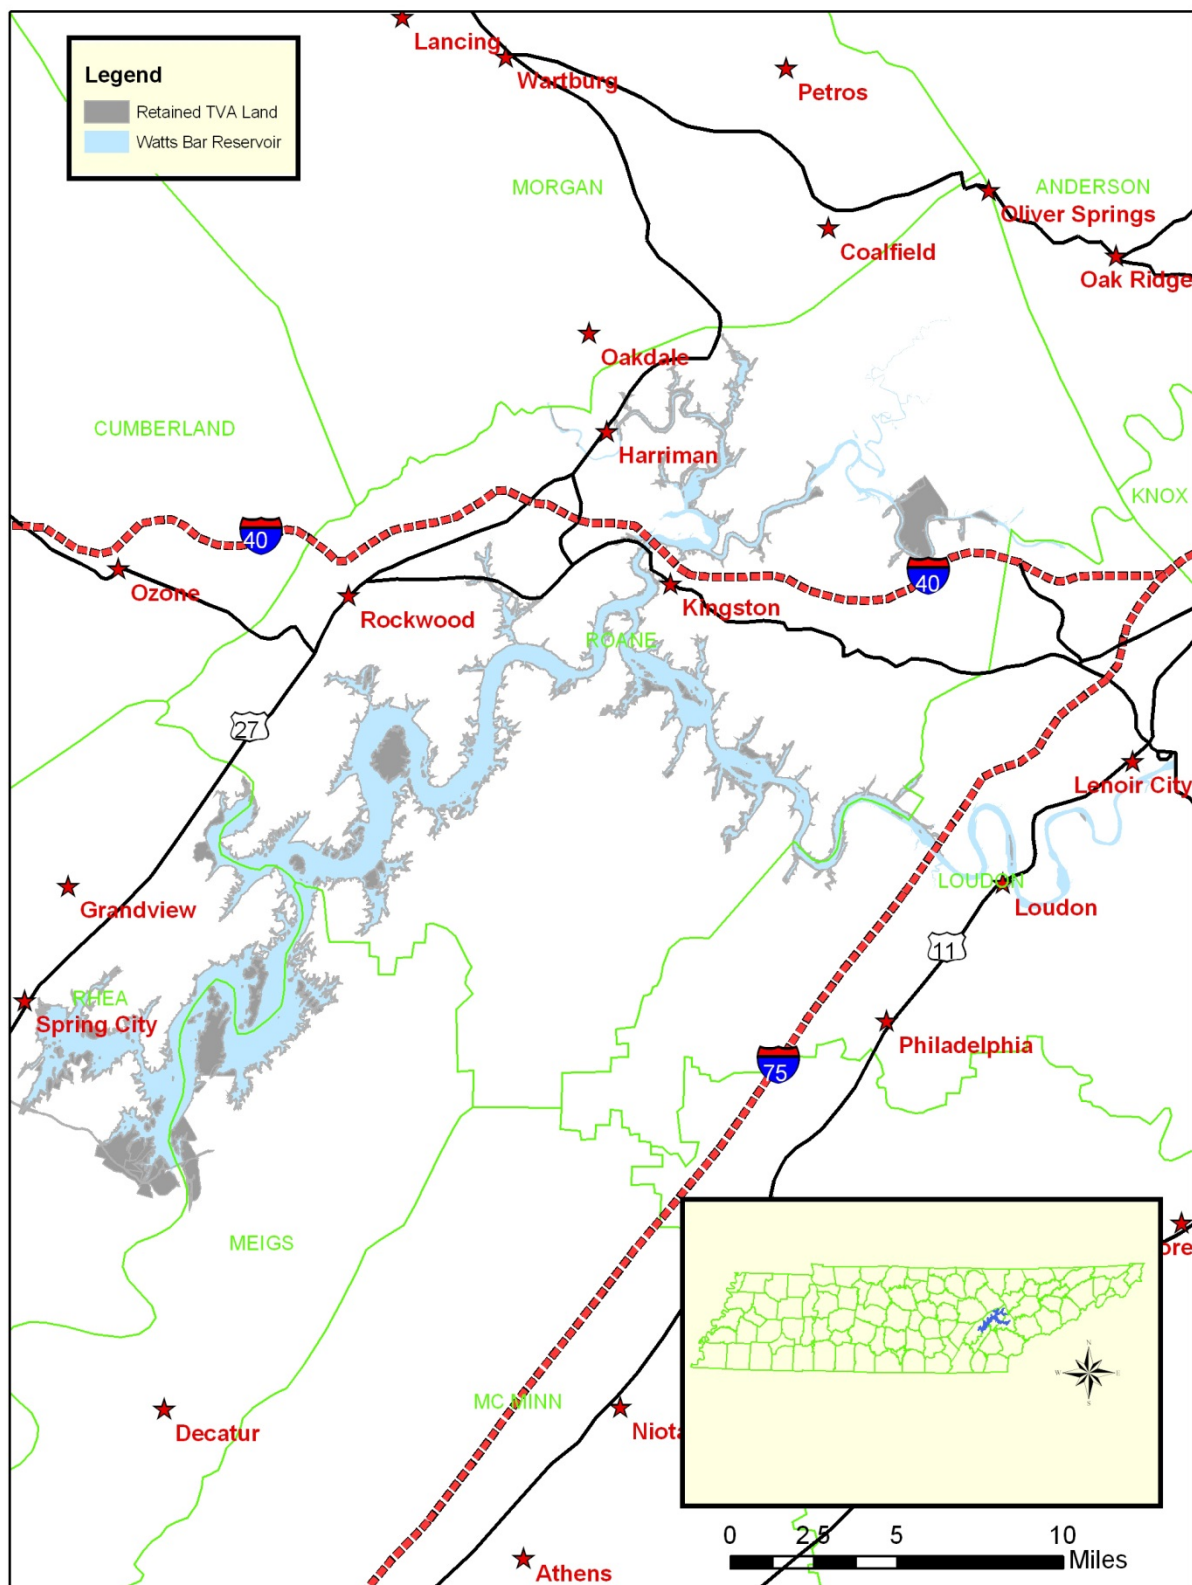 Lancing
Wartburg
Petros
Legend
Retained TVA Land
Watts Bar Reservoir
MORGAN
ANDERSON
Oliver Springs
Coalfield
Oak Ridge
Oakdale
CUMBERLAND
Harriman
KNOX
40
40
Ozone
Rockwood
Kingston
ROANE
27
Lenoir City
Grandview
LOUDON
Loudon
11
RHEA
Spring City
Philadelphia
75
MEIGS
ore
N
W
E
S
MC MINN
Decatur
Niota
0
2.5
5
10
Miles
Athens